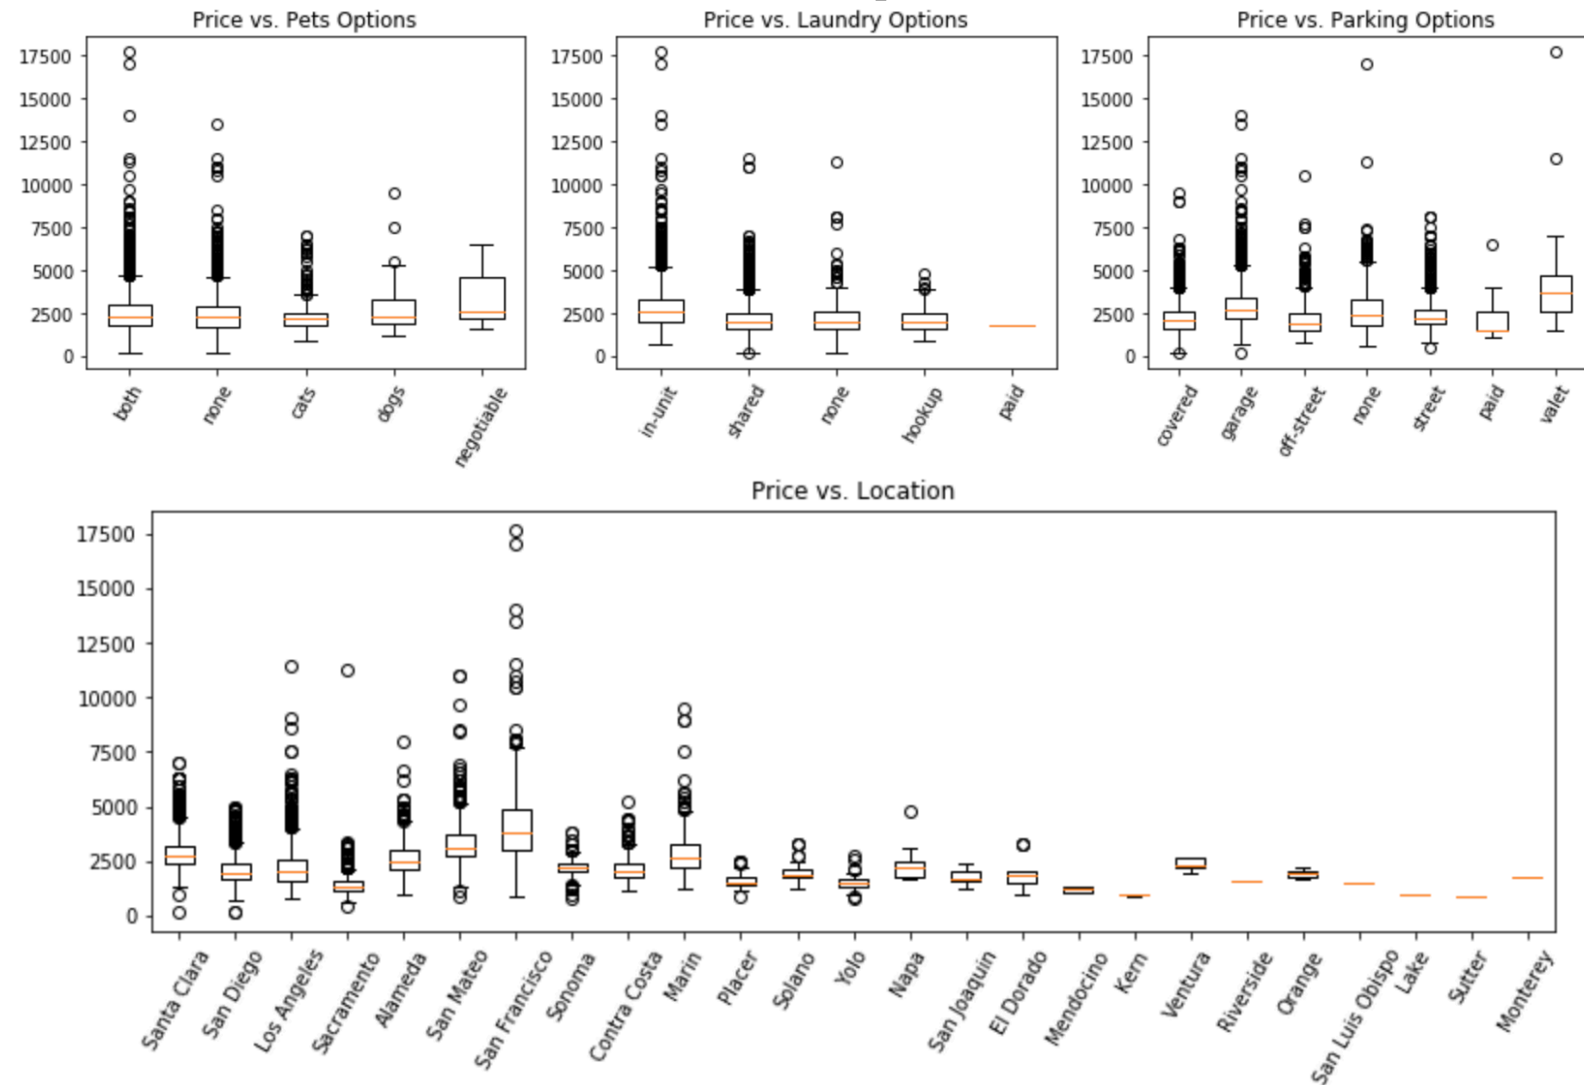 Price vs. Pets Options
17500
15000
12500
10000
7500
5000
2500
0
both
none
cats
dogs
negotiable
Price vs. Laundry Options
17500
15000
12500
10000
7500
5000
2500
0
in-unit
shared
none
hookup
paid
Price vs. Parking Options
17500
15000
12500
10000
7500
5000
2500
0
covered
garage
off-street
none
street
paid
valet
Price vs. Location
17500
15000
12500
10000
7500
5000
2500
0
Santa Clara
San Diego
Los Angeles
Sacramento
Alameda
San Mateo
San Francisco
Sonoma
Contra Costa
Marin
Placer
Solano
Yolo
Napa
San Joaquin
El Dorado
Mendocino
Kern
Ventura
Riverside
Orange
San Luis Obispo
Lake
Sutter
Monterey